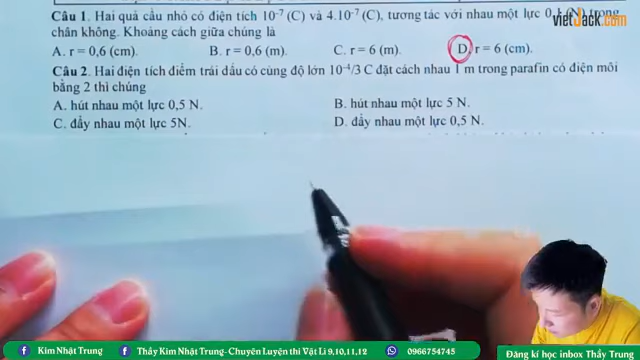 Câu 1. Hai quả cầu nhỏ có điện tích 10⁻⁷ (C) và 4.10⁻⁷ (C), tương tác với nhau một lực 0,1 (N) trong
chân không. Khoảng cách giữa chúng là
A. r = 0,6 (cm). B. r = 0,6 (m). C. r = 6 (m). D. r = 6 (cm).
Câu 2. Hai điện tích điểm trái dấu có cùng độ lớn 10⁻⁴/3 C đặt cách nhau 1 m trong parafin có điện môi
bằng 2 thì chúng
A. hút nhau một lực 0,5 N. B. hút nhau một lực 5 N.
C. đẩy nhau một lực 5N. D. đẩy nhau một lực 0,5 N.
vietJack.com
Kim Nhật Trung Thầy Kim Nhật Trung- Chuyên Luyện thi Vật Lí 9,10,11,12 0966754745 Đăng kí học inbox Thầy Trung